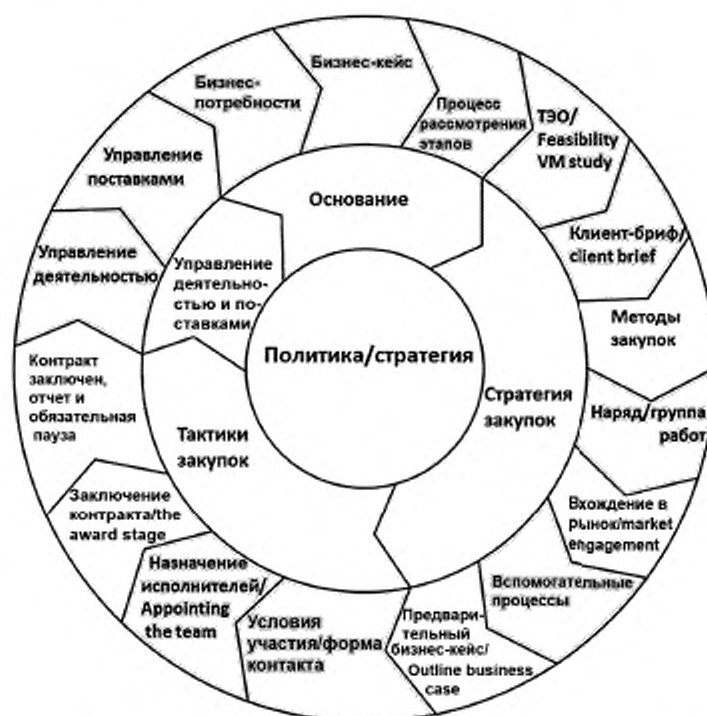 Бизнес-кейс
Процесс
рассмотрения
этапов
ТЭО/
Feasibility
VM study
Клиент-бриф/
client brief
Методы
закупок
Наряд/группа
работ
Вхождение в
рынок/market
engagement
Вспомогательные
процессы
Предвари-
тельный
бизнес-кейс/
Outline business
case
Условия
участия/форма
контакта
Назначение
исполнителей/
Appointing
the team
Заключение
контракта/the
award stage
Контракт
заключен,
отчет и
обязательная
пауза
Управление
деятельностью
Управление
поставками
Бизнес-
потребности
Основание
Стратегия
закупок
Тактики
закупок
Управление
деятельно-
стью и по-
ставками
Политика/стратегия